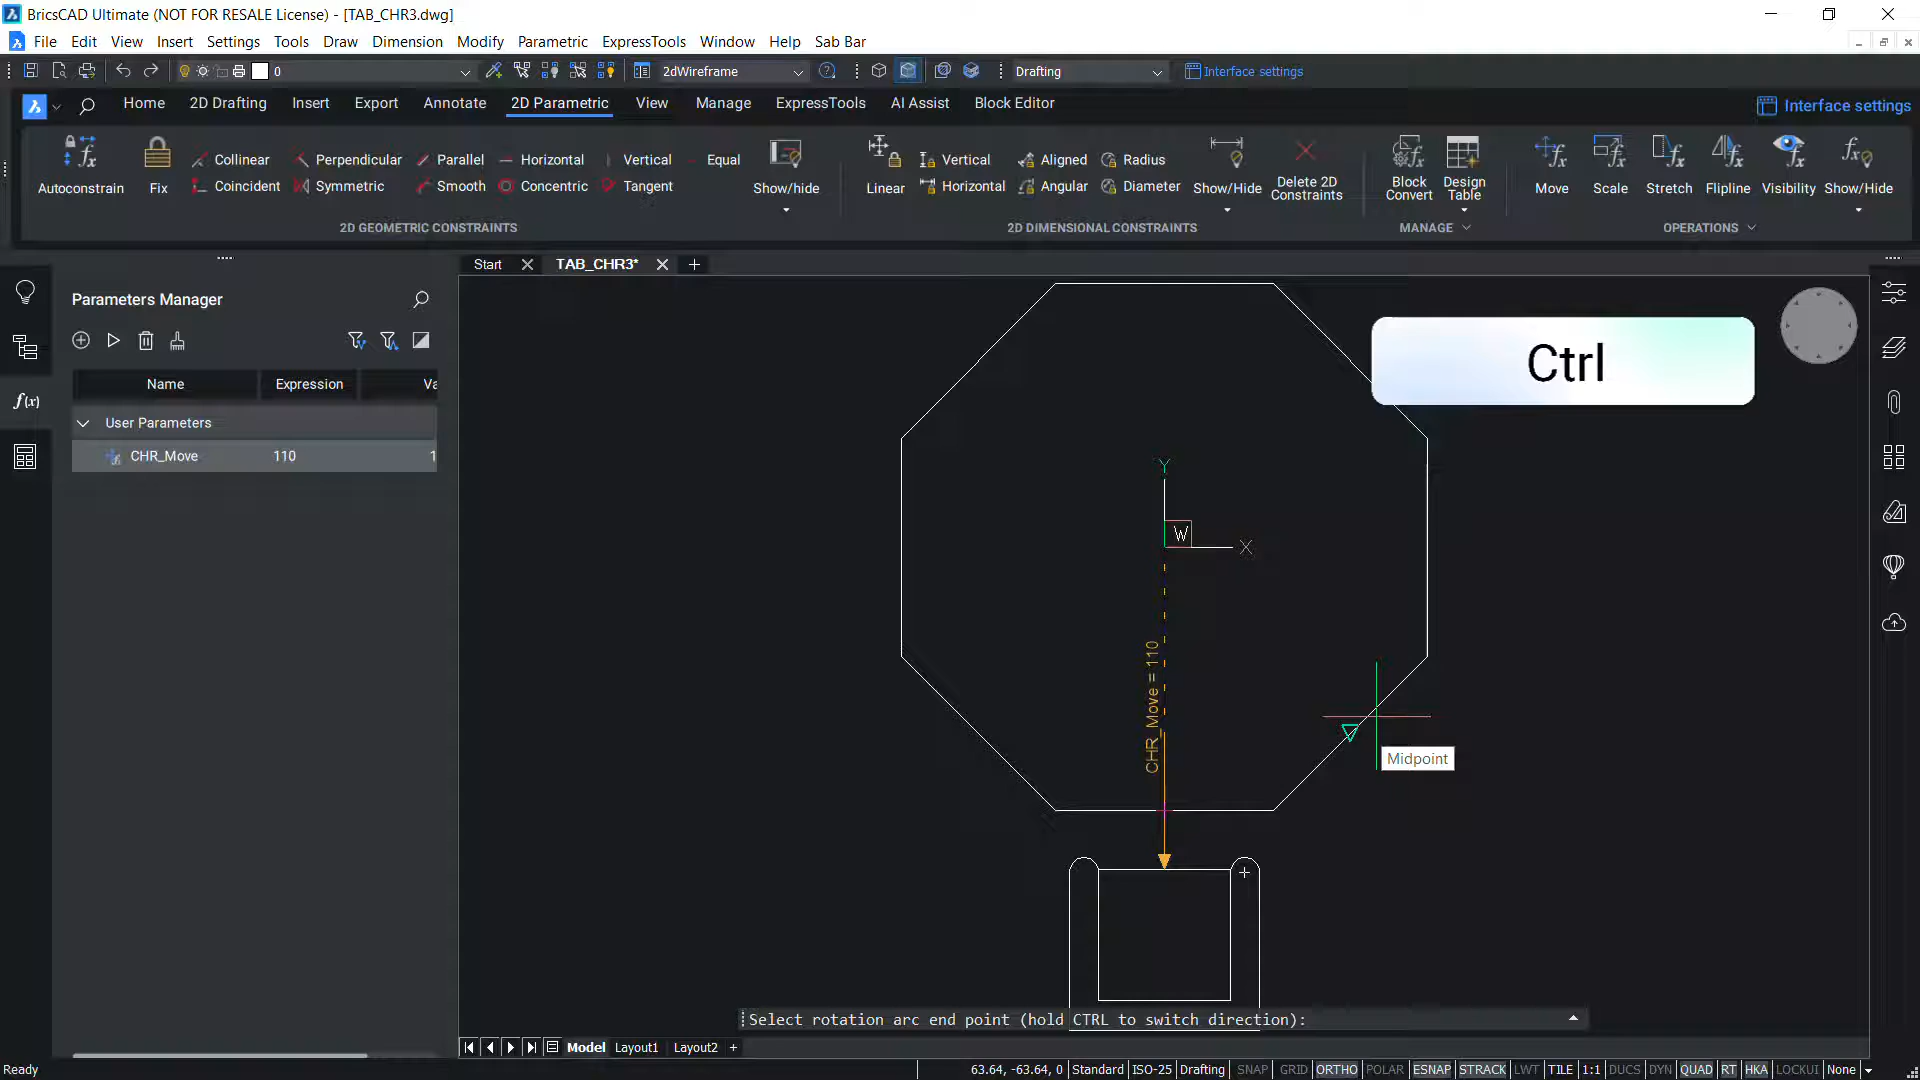 BricsCAD Ultimate (NOT FOR RESALE License) - [TAB_CHR3.dwg]
File Edit View Insert Settings Tools Draw Dimension Modify Parametric ExpressTools Window Help Sab Bar
0 2dWireframe Drafting Interface settings
Home 2D Drafting Insert Export Annotate 2D Parametric View Manage ExpressTools AI Assist Block Editor Interface settings
Collinear Perpendicular Parallel Horizontal Vertical Equal Vertical Aligned Radius
Autoconstrain Fix Coincident Symmetric Smooth Concentric Tangent Show/hide Linear Horizontal Angular Diameter Show/Hide Delete 2D Constraints Block Convert Design Table Move Scale Stretch Flipline Visibility Show/Hide
2D GEOMETRIC CONSTRAINTS 2D DIMENSIONAL CONSTRAINTS MANAGE OPERATIONS
Start TAB_CHR3*
Parameters Manager
Name Expression Va
User Parameters
CHR_Move 110 1
f(x)
Ctrl
Y
W
X
CHR_Move = 110
Midpoint
Select rotation arc end point (hold CTRL to switch direction):
Model Layout1 Layout2 +
Ready 63.64, -63.64, 0 Standard ISO-25 Drafting SNAP GRID ORTHO POLAR ESNAP STRACK LWT TILE 1:1 DUCS DYN QUAD RT HKA LOCKUI None